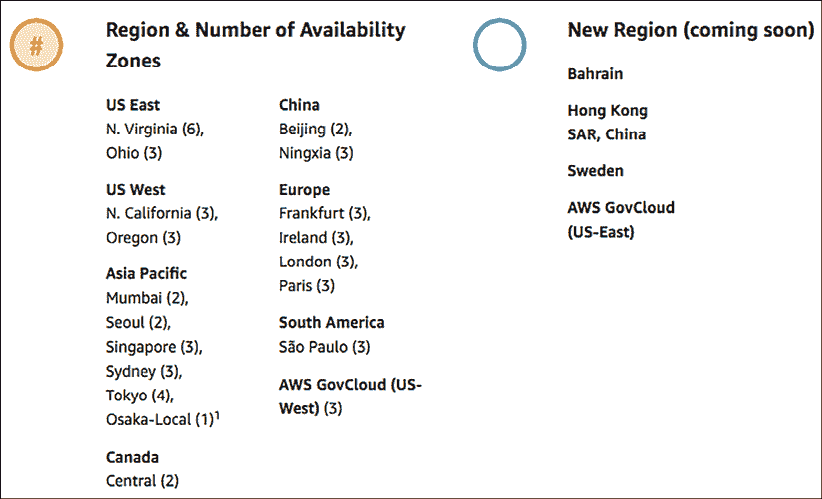 #
Region & Number of Availability
Zones
US East
N. Virginia (6),
Ohio (3)
US West
N. California (3),
Oregon (3)
Asia Pacific
Mumbai (2),
Seoul (2),
Singapore (3),
Sydney (3),
Tokyo (4),
Osaka-Local (1)¹
Canada
Central (2)
China
Beijing (2),
Ningxia (3)
Europe
Frankfurt (3),
Ireland (3),
London (3),
Paris (3)
South America
São Paulo (3)
AWS GovCloud (US-
West) (3)
New Region (coming soon)
Bahrain
Hong Kong
SAR, China
Sweden
AWS GovCloud
(US-East)